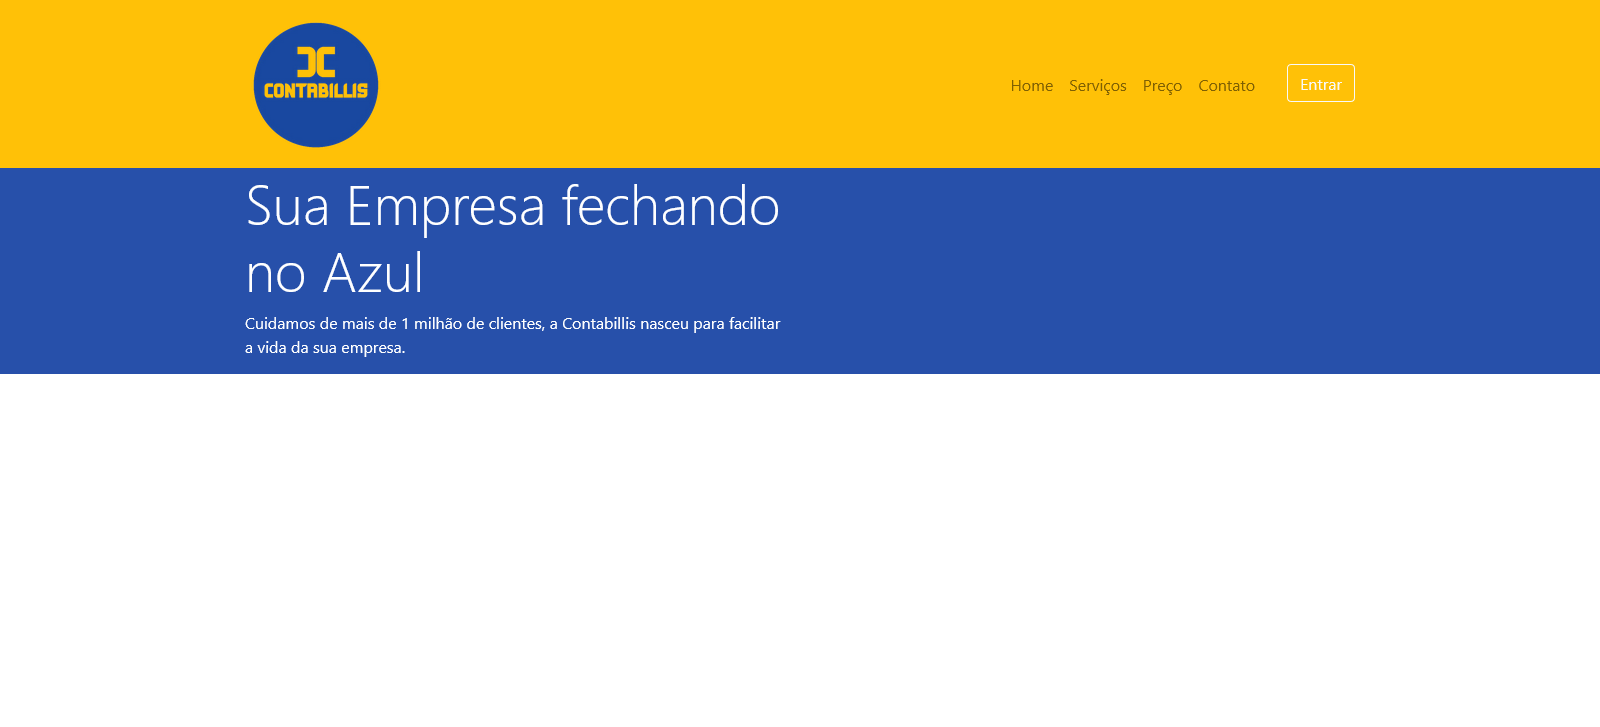 CONTABILLIS
Home Serviços Preço Contato Entrar
Sua Empresa fechando
no Azul
Cuidamos de mais de 1 milhão de clientes, a Contabillis nasceu para facilitar
a vida da sua empresa.